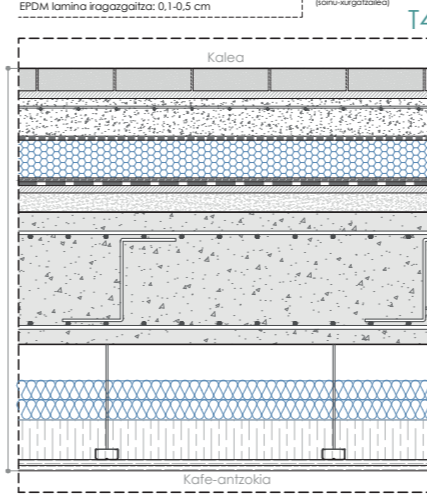 EPDM lamina iragazgaitza: 0,1-0,5 cm
(soinu-xurgatzailea)
T4
Kalea
Kafe-antzokia